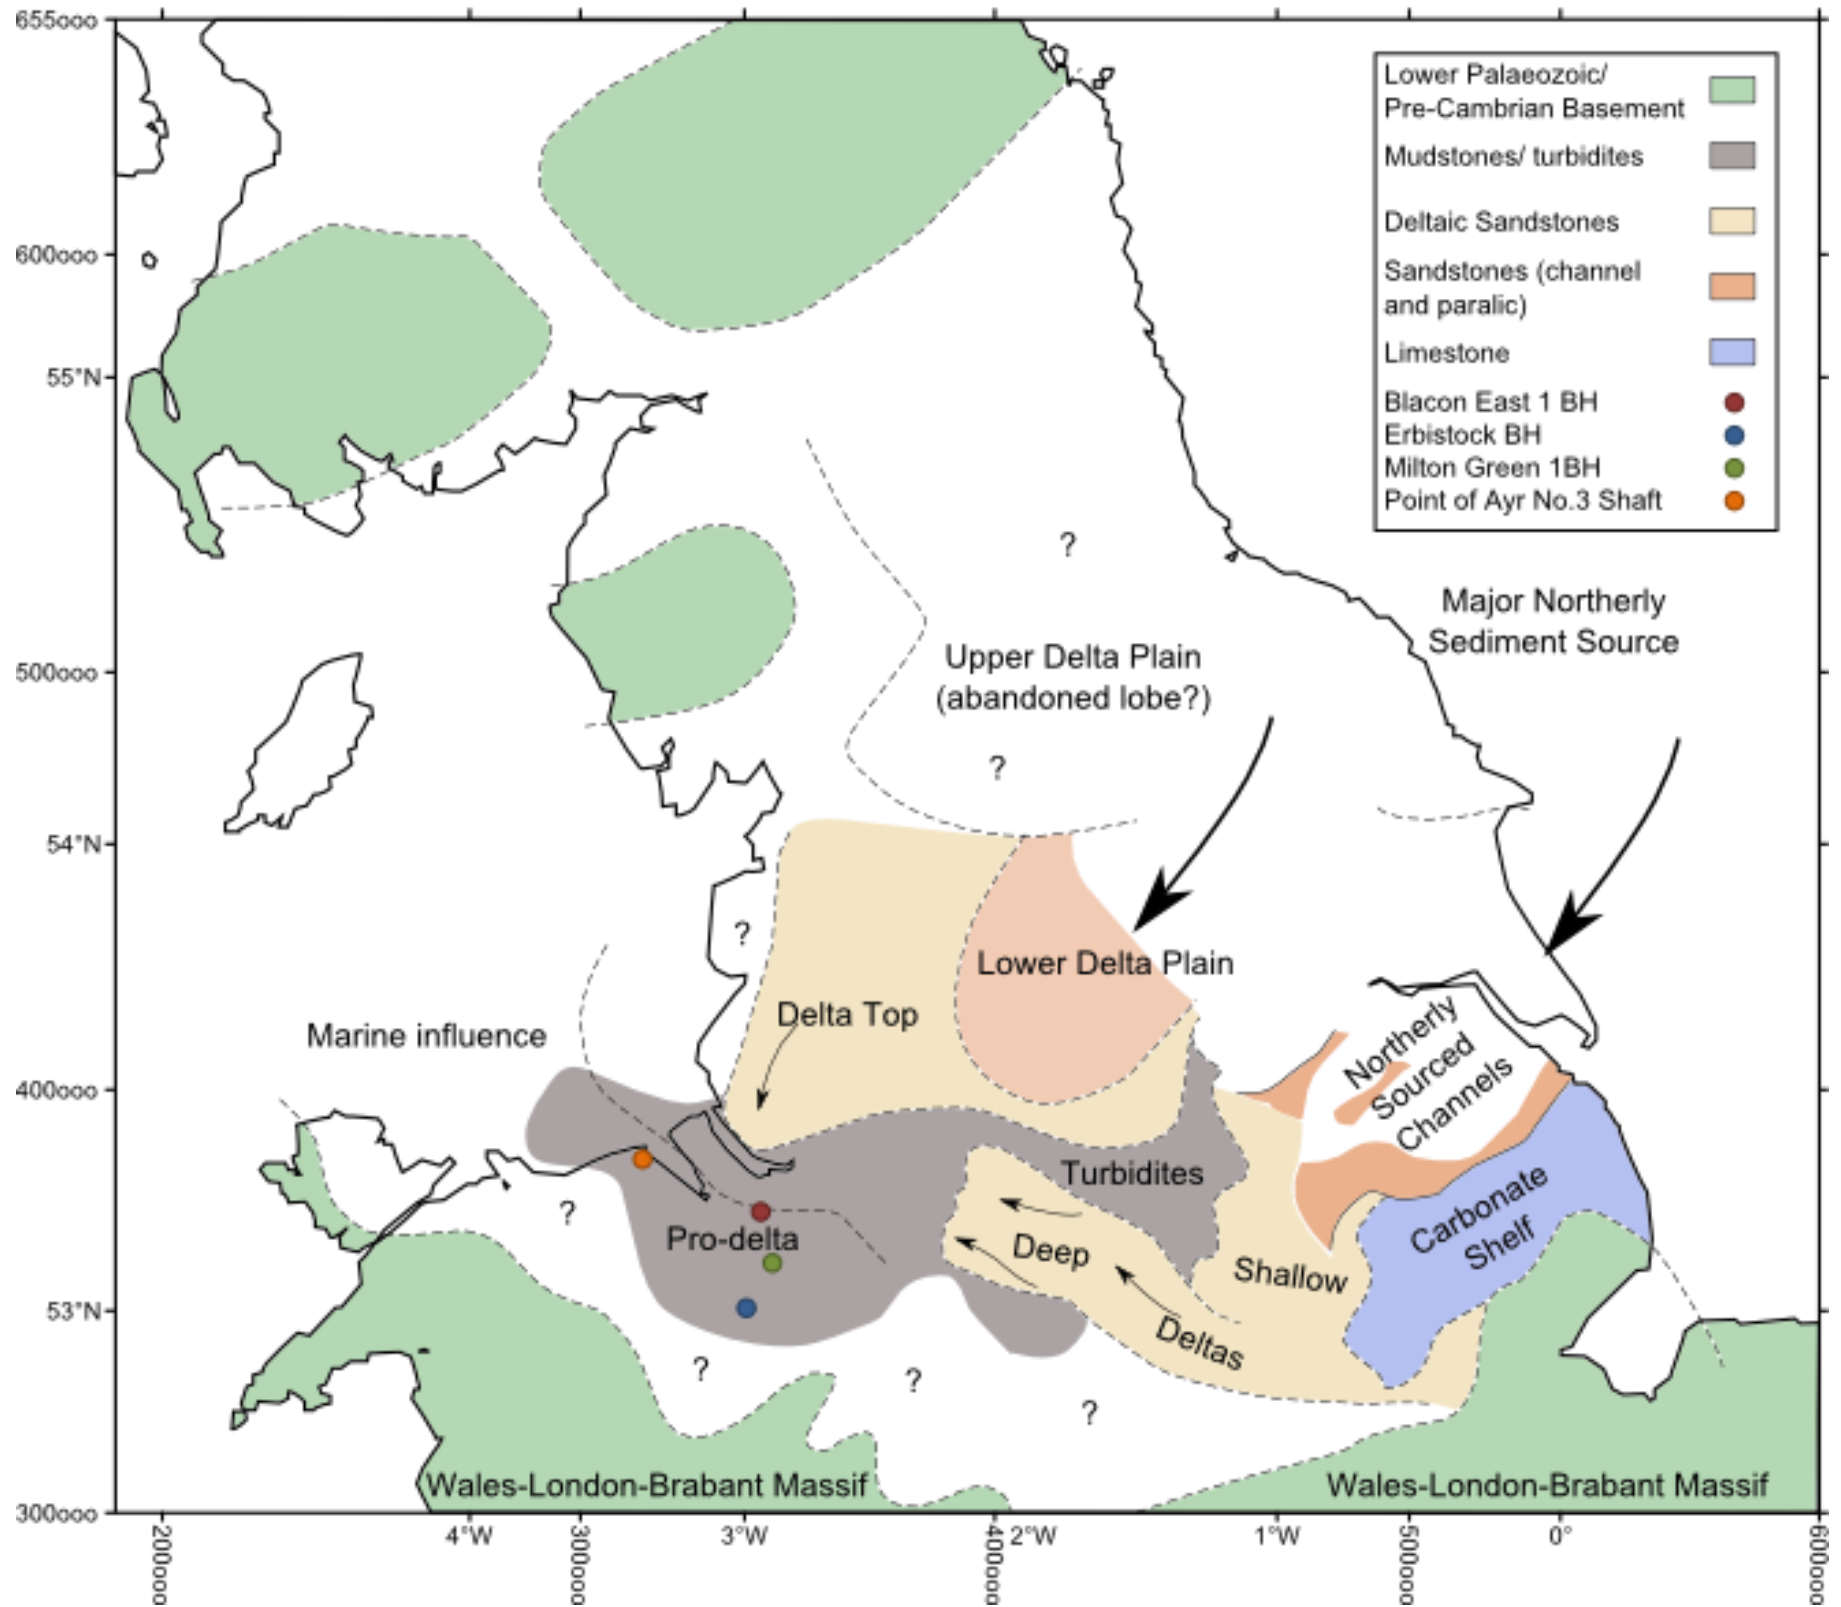 655000
600000
55°N
500000
54°N
400000
53°N
300000
Lower Palaeozoic/
Pre-Cambrian Basement
Mudstones/ turbidites
Deltaic Sandstones
Sandstones (channel
and paralic)
Limestone
Blacon East 1 BH
Erbistock BH
Milton Green 1BH
Point of Ayr No.3 Shaft
?
Major Northerly
Sediment Source
Upper Delta Plain
(abandoned lobe?)
?
?
Lower Delta Plain
Delta Top
Marine influence
Northerly
Sourced
Channels
Turbidites
?
Pro-delta
Deep
Shallow
Carbonate
Shelf
Deltas
?
?
?
Wales-London-Brabant Massif
Wales-London-Brabant Massif
200000
4°W
300000
3°W
400000
2°W
1°W
500000
0°
600000